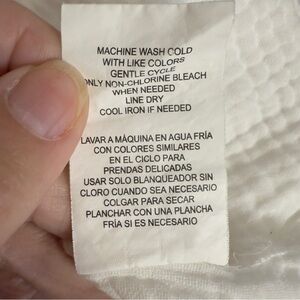 MACHINE WASH COLD
WITH LIKE COLORS
GENTLE CYCLE
ONLY NON-CHLORINE BLEACH
WHEN NEEDED
LINE DRY
COOL IRON IF NEEDED
LAVAR A MÁQUINA EN AGUA FRÍA
CON COLORES SIMILARES
EN EL CICLO PARA
PRENDAS DELICADAS
USAR SOLO BLANQUEADOR SIN
CLORO CUANDO SEA NECESARIO
COLGAR PARA SECAR
PLANCHAR CON UNA PLANCHA
FRÍA SI ES NECESARIO